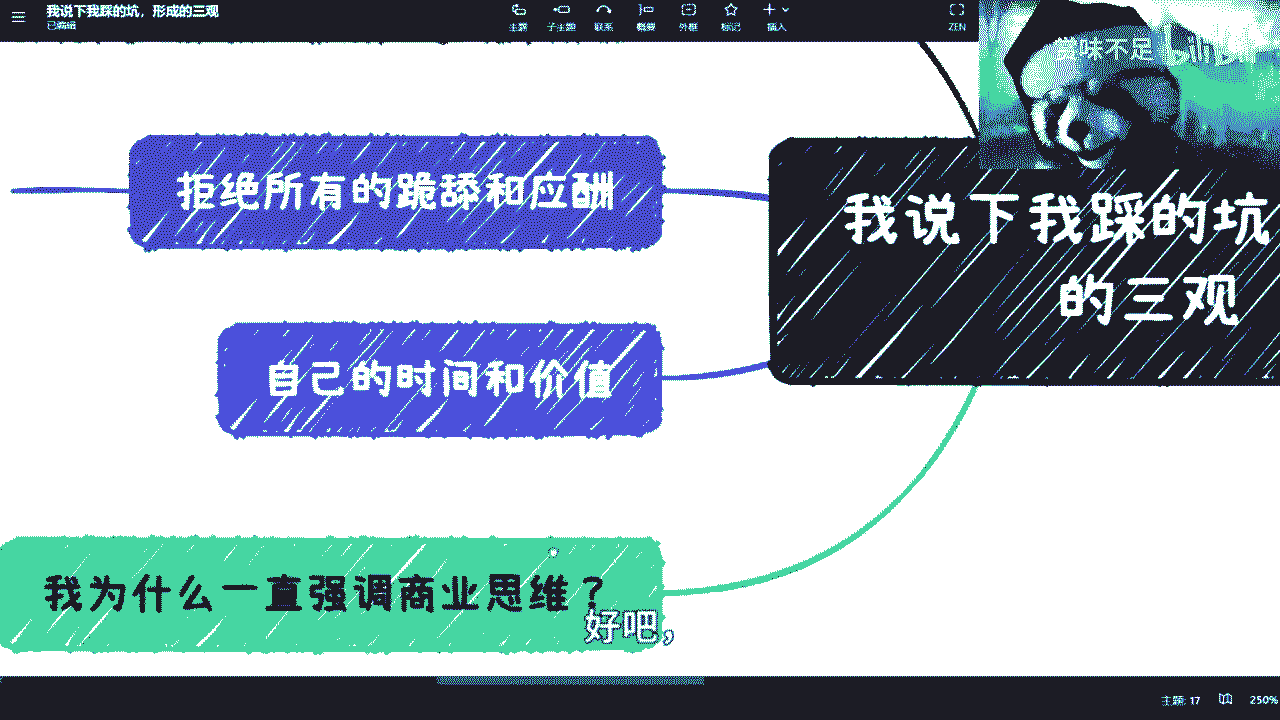 我说下我踩的坑，形成的三观
已编辑
主题
子主题
联系
概要
外框
标记
插入
ZEN
味不足 bilibili
拒绝所有的跪舔和应酬
我说下我踩的坑
的三观
自己的时间和价值
我为什么一直强调商业思维？
好吧，
主题: 17
250%